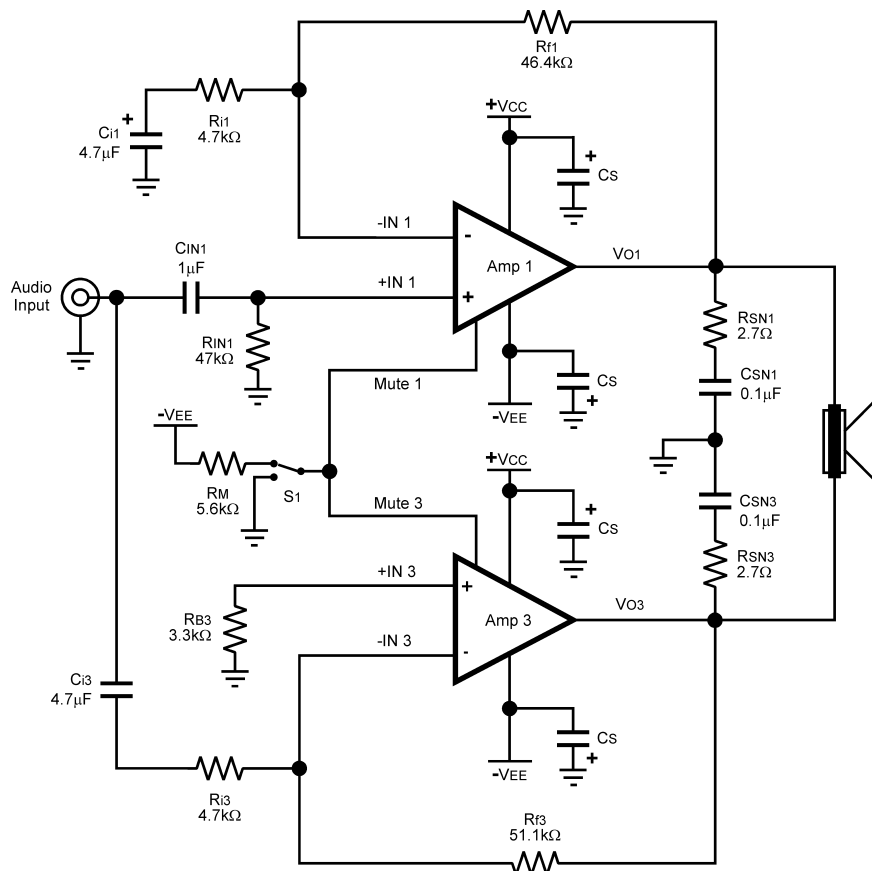 Rf1
46.4kΩ
+VCC
Ri1
4.7kΩ
+
Ci1
4.7μF
+
CS
-IN 1
-
Amp 1
VO1
CIN1
1μF
Audio
Input
+IN 1
+
RIN1
47kΩ
RSN1
2.7Ω
Mute 1
CS
+
CSN1
0.1μF
-VEE
-VEE
+VCC
RM
5.6kΩ
S1
Mute 3
+
CS
CSN3
0.1μF
RSN3
2.7Ω
+IN 3
+
RB3
3.3kΩ
Amp 3
VO3
-IN 3
-
Ci3
4.7μF
CS
+
-VEE
Ri3
4.7kΩ
Rf3
51.1kΩ